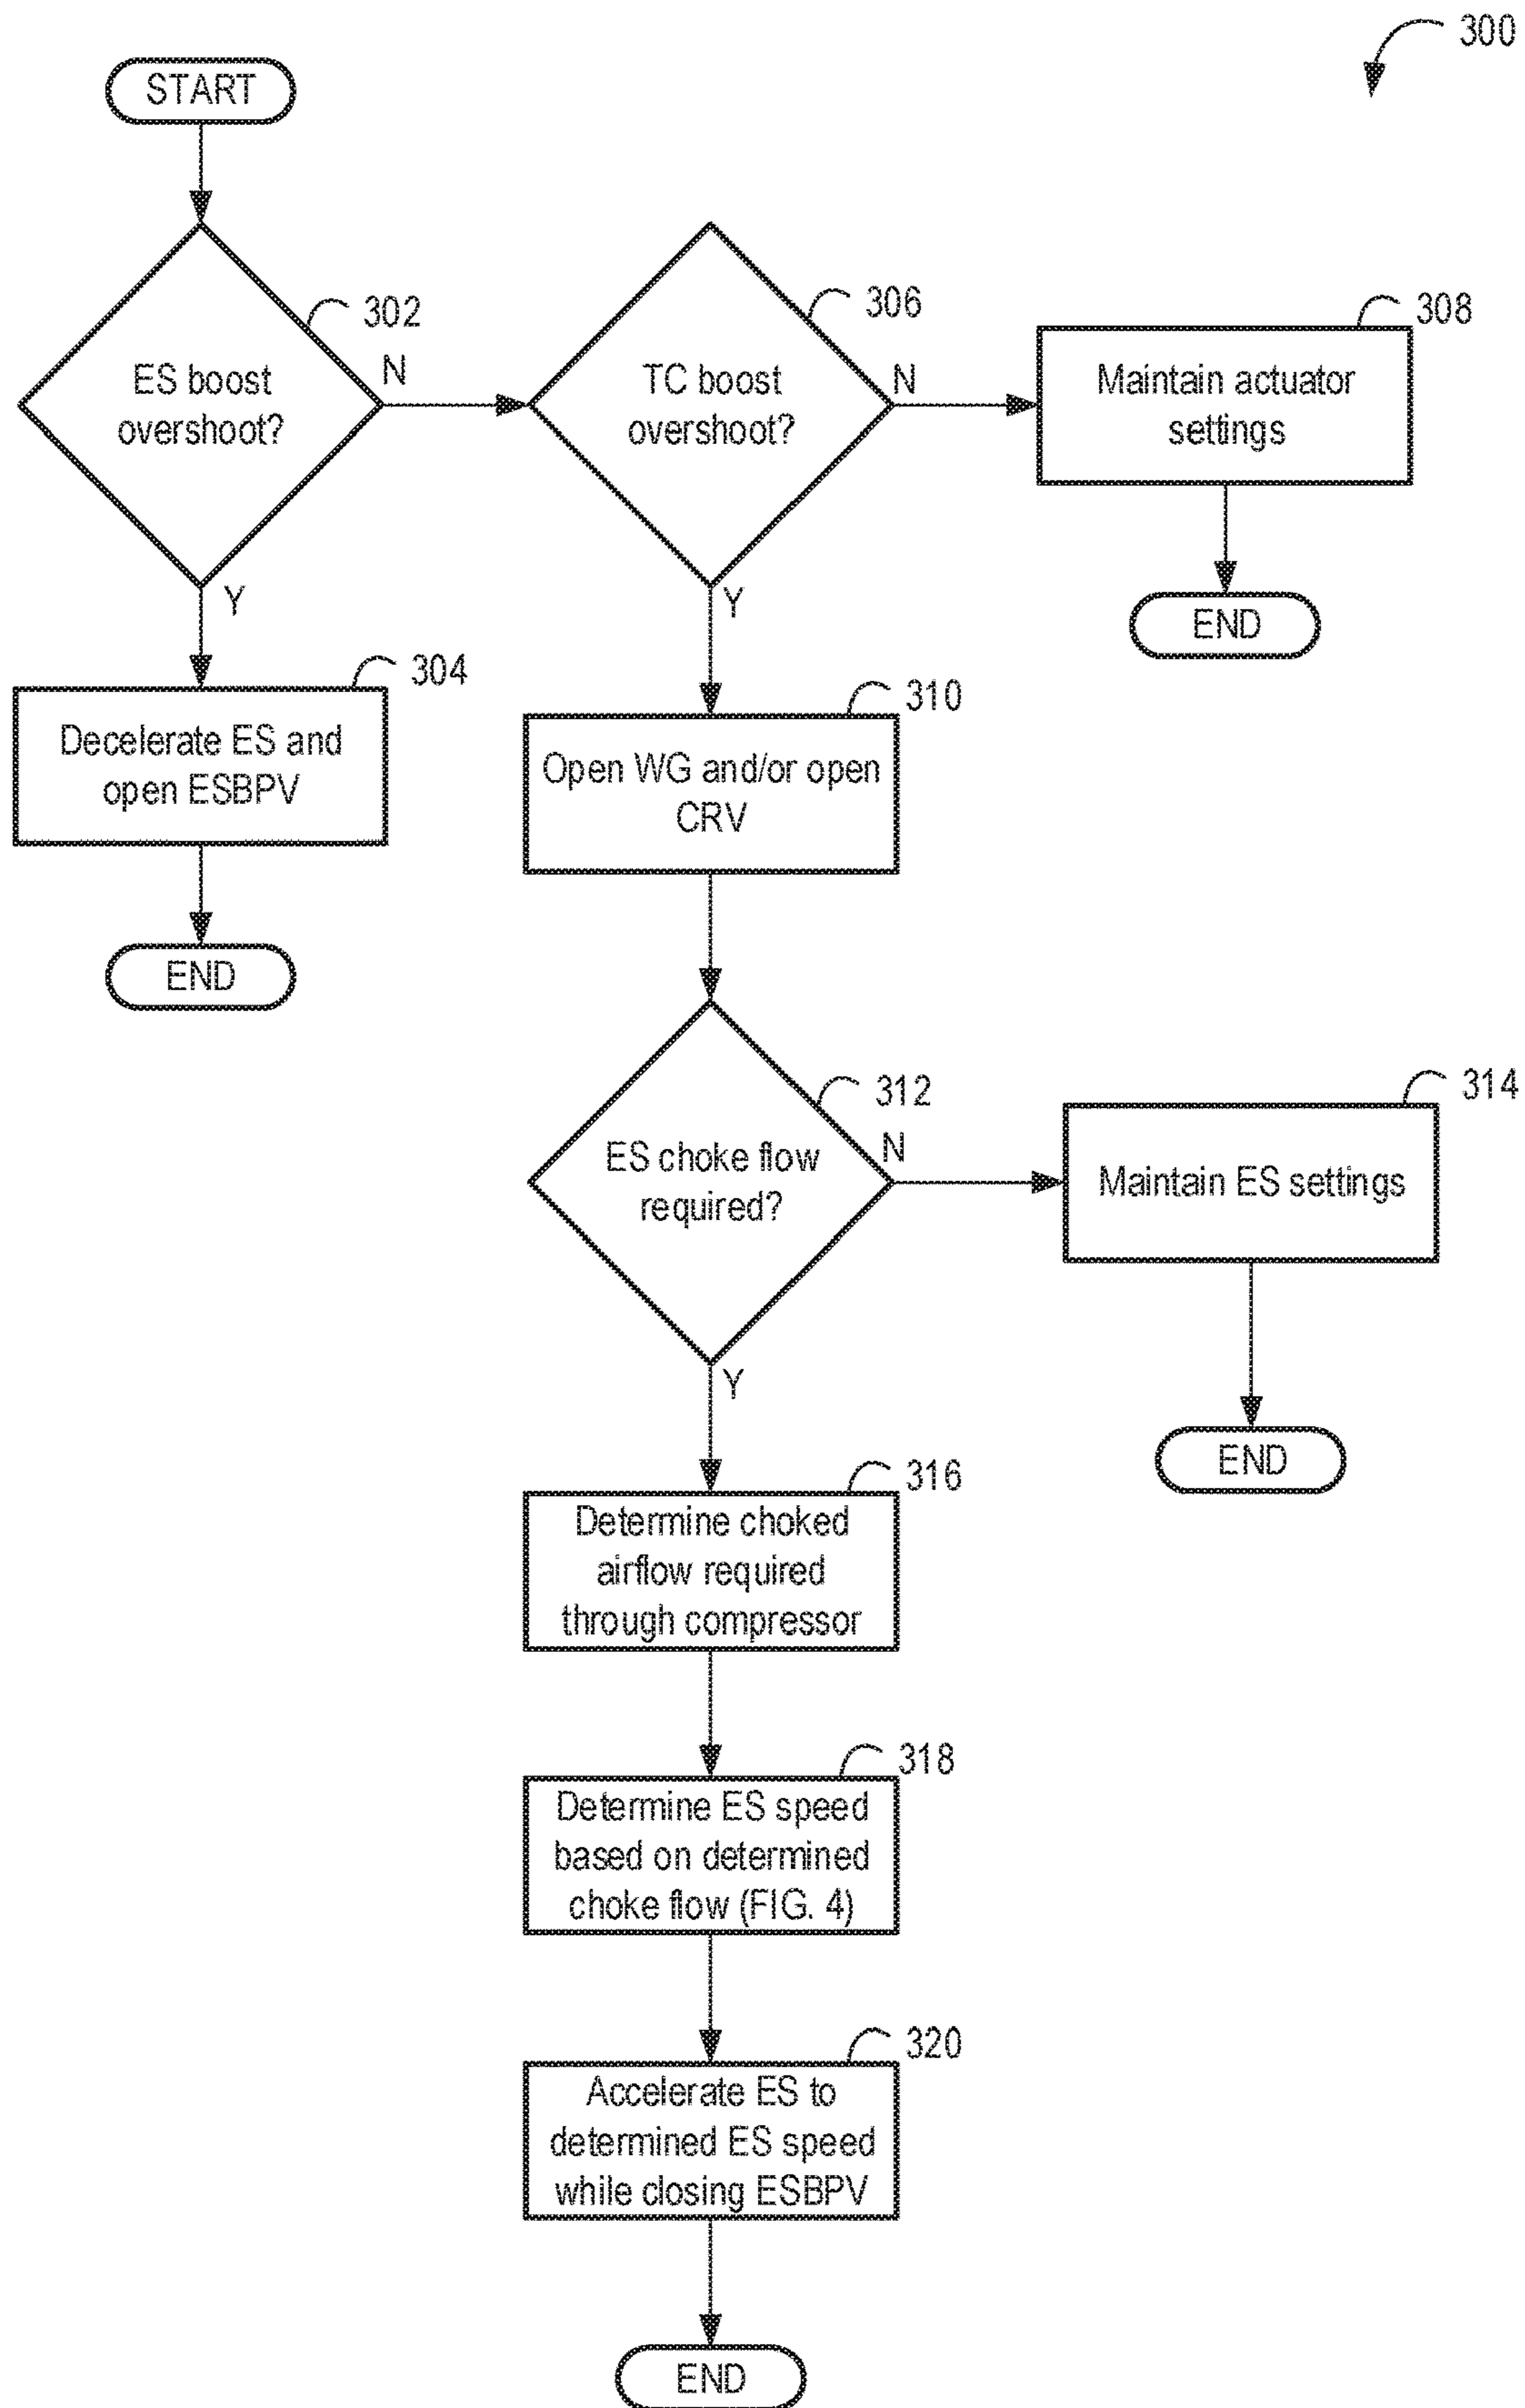 300
START
302
ES boost
overshoot?
N
Y
304
Decelerate ES and
open ESBPV
END
306
TC boost
overshoot?
N
Y
308
Maintain actuator
settings
END
310
Open WG and/or open
CRV
312
ES choke flow
required?
N
Y
314
Maintain ES settings
END
316
Determine choked
airflow required
through compressor
318
Determine ES speed
based on determined
choke flow (FIG. 4)
320
Accelerate ES to
determined ES speed
while closing ESBPV
END